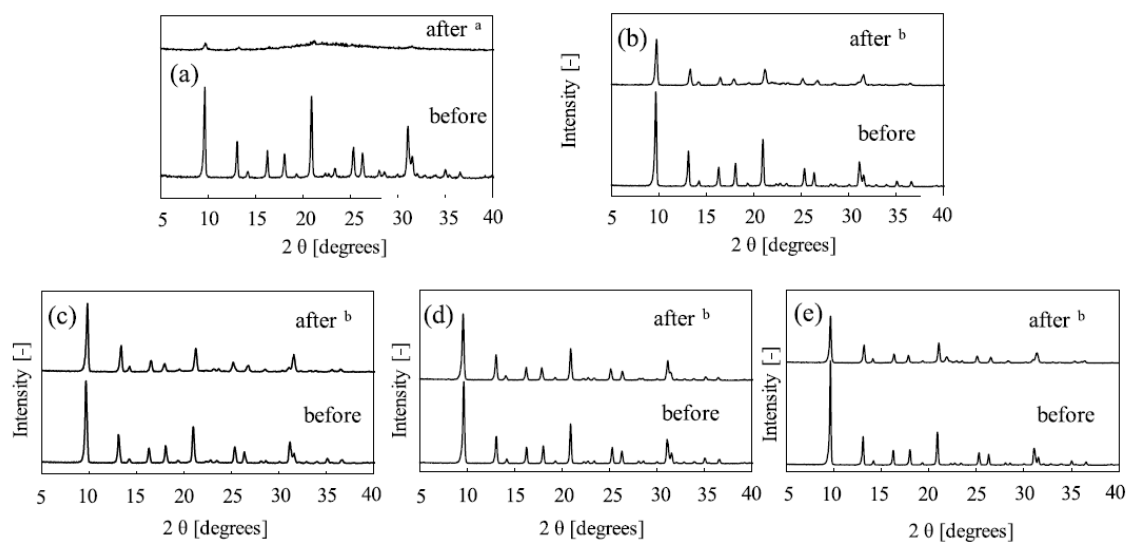 (a)
after a
before
5 10 15 20 25 30 35 40
2 θ [degrees]
(b)
Intensity [-]
after b
before
5 10 15 20 25 30 35 40
2 θ [degrees]
(c)
Intensity [-]
after b
before
5 10 15 20 25 30 35 40
2 θ [degrees]
(d)
Intensity [-]
after b
before
5 10 15 20 25 30 35 40
2 θ [degrees]
(e)
Intensity [-]
after b
before
5 10 15 20 25 30 35 40
2 θ [degrees]